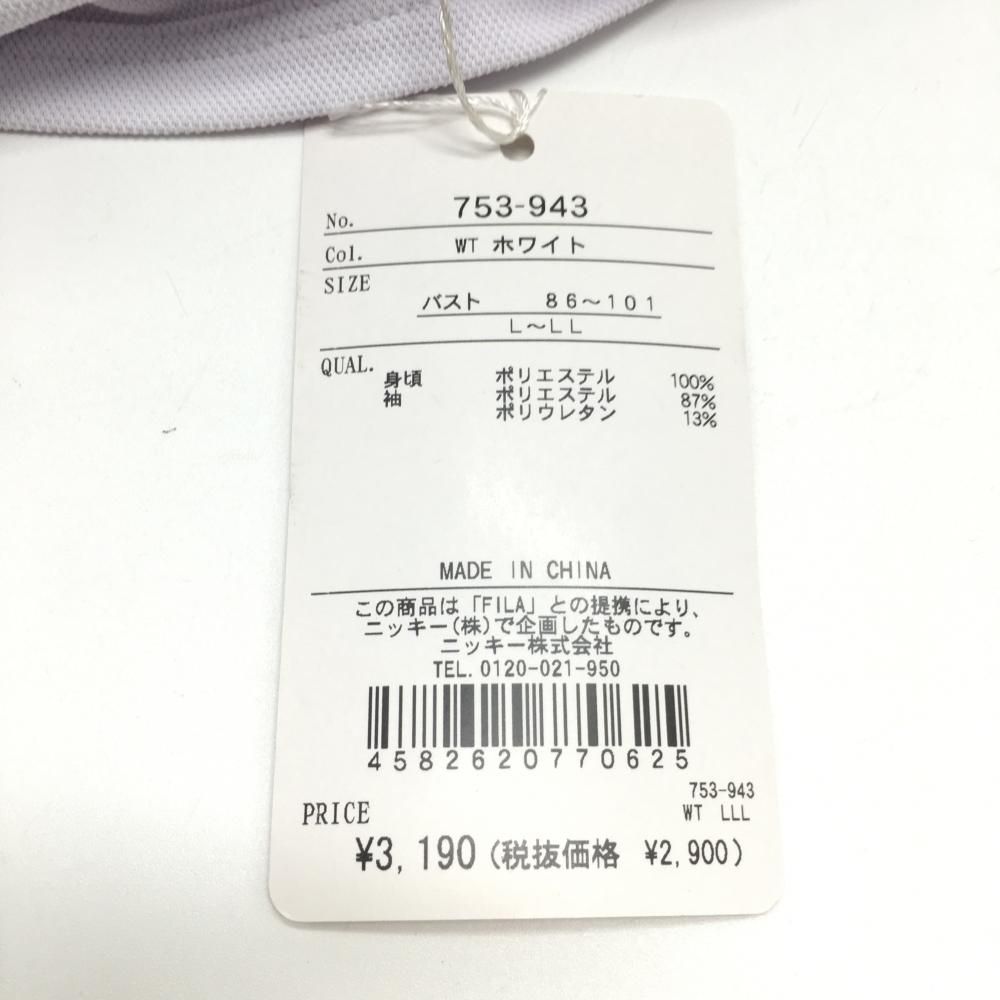 No. 753-943
Col. WT ホワイト
SIZE
バスト 86～101
L～LL
QUAL.
身頃 ポリエステル 100%
袖 ポリエステル 87%
ポリウレタン 13%
MADE IN CHINA
この商品は「FILA」との提携により、
ニッキー(株)で企画したものです。
ニッキー株式会社
TEL.0120-021-950
4582620770625
753-943
WT LLL
PRICE
¥3,190(税抜価格 ¥2,900)